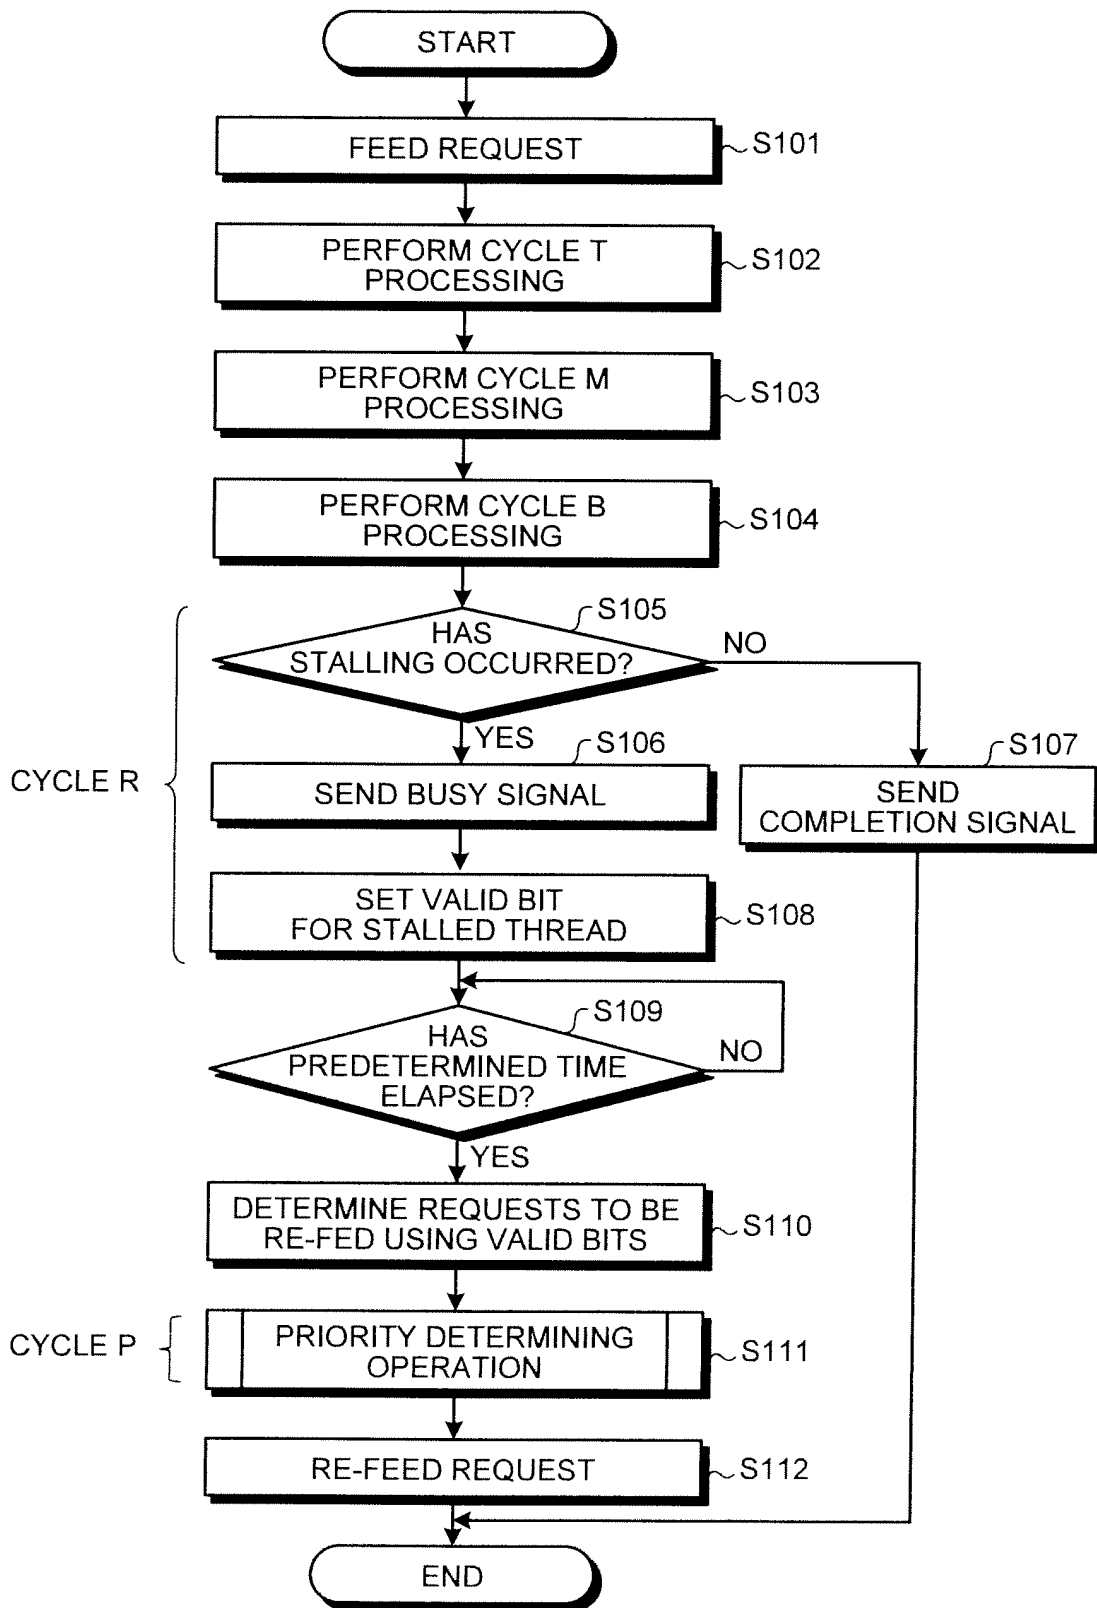 START
FEED REQUEST
S101
PERFORM CYCLE T
PROCESSING
S102
PERFORM CYCLE M
PROCESSING
S103
PERFORM CYCLE B
PROCESSING
S104
S105
HAS
STALLING OCCURRED?
NO
YES
CYCLE R
S106
SEND BUSY SIGNAL
S107
SEND
COMPLETION SIGNAL
SET VALID BIT
FOR STALLED THREAD
S108
S109
HAS
PREDETERMINED TIME
ELAPSED?
NO
YES
DETERMINE REQUESTS TO BE
RE-FED USING VALID BITS
S110
CYCLE P
PRIORITY DETERMINING
OPERATION
S111
RE-FEED REQUEST
S112
END